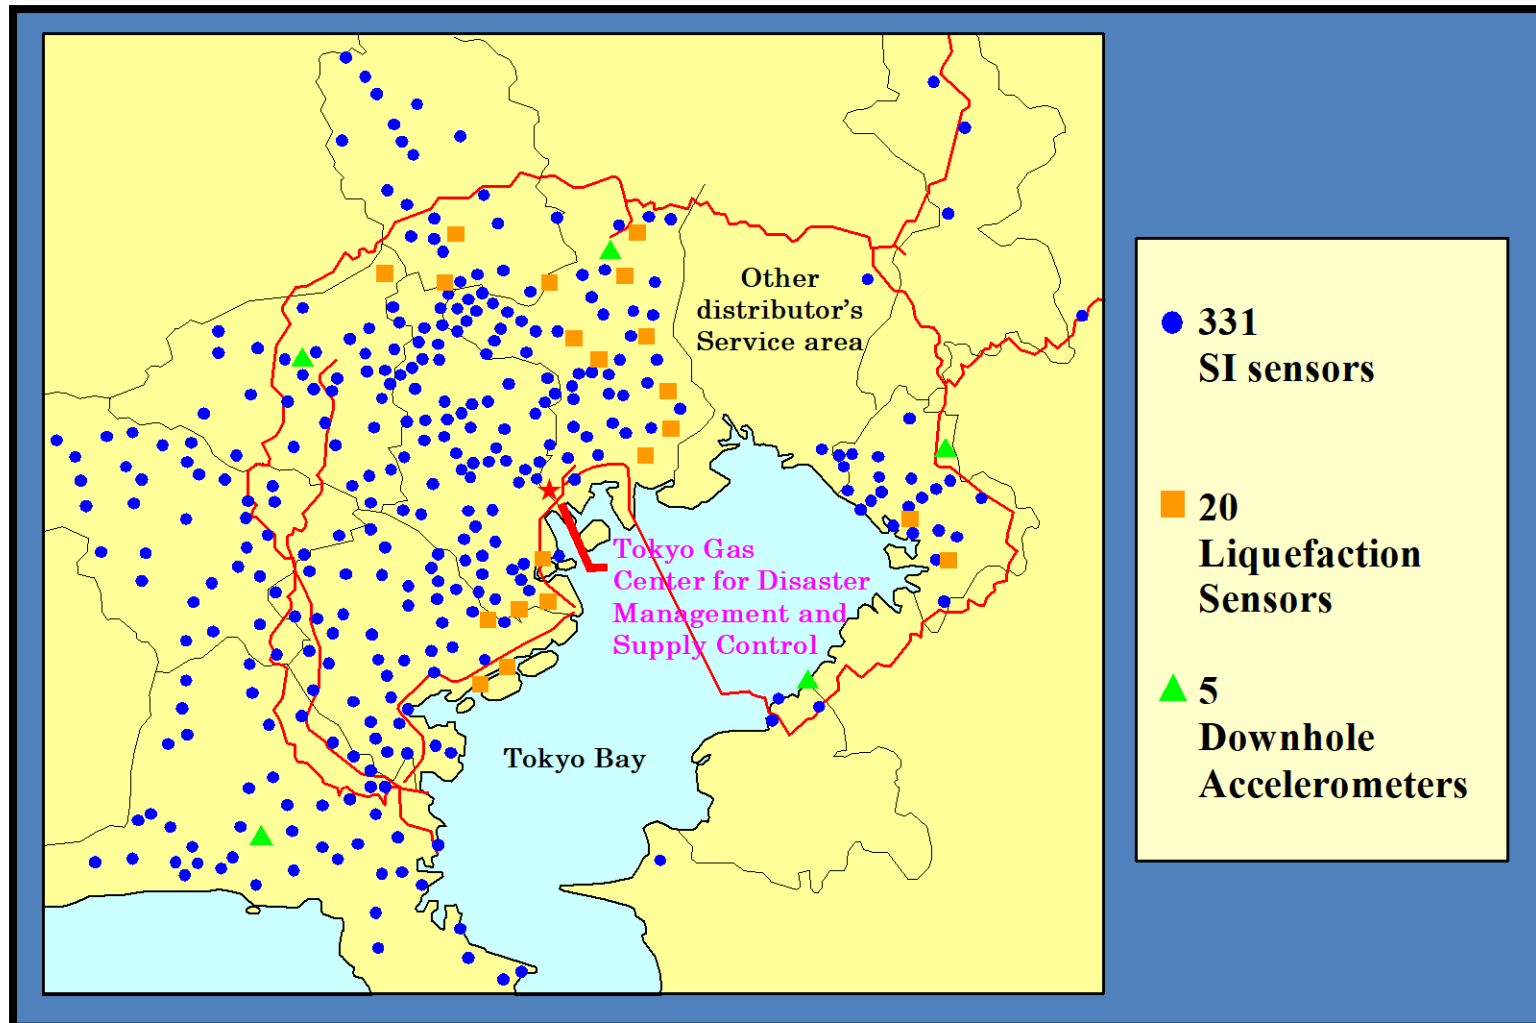 Other
distributor's
Service area
Tokyo Gas
Center for Disaster
Management and
Supply Control
Tokyo Bay
331
SI sensors
20
Liquefaction
Sensors
5
Downhole
Accelerometers